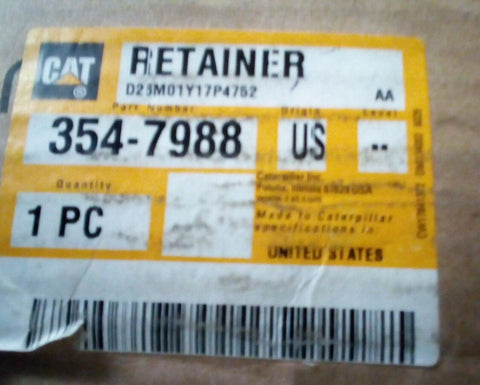 CAT ®
RETAINER
D25M01Y17P4752 AA
Part Number Origin Level
354-7988 US --
Quantity
1 PC
Caterpillar Inc.
Peoria, Illinois 61629 USA
Made to Caterpillar
specifications in
UNITED STATES